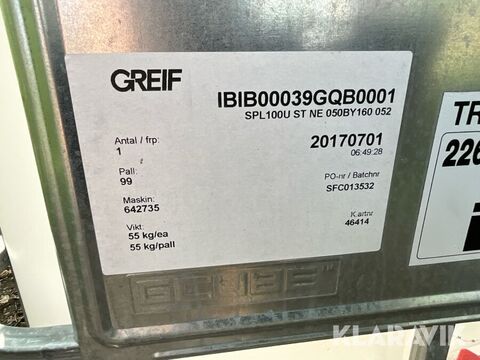 GREIF
IBIB00039GQB0001
SPL100U ST NE 050BY160 052
Antal / frp:
1
20170701
06:49:28
Pall:
99
PO-nr / Batchnr
SFC013532
Maskin:
642735
K-artnr
46414
Vikt:
55 kg/ea
55 kg/pall
GCUBE
TR
226
KLARAVIK